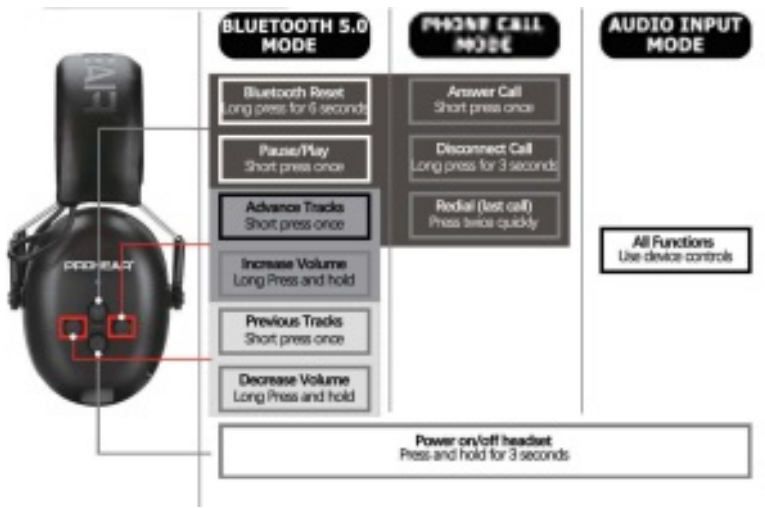 BLUETOOTH 5.0
MODE
Bluetooth Reset
Long press for 6 seconds
Pause/Play
Short press once
Advance Tracks
Short press once
Increase Volume
Long Press and hold
Previous Tracks
Short press once
Decrease Volume
Long Press and hold
PHONE CALL
MODE
Answer Call
Short press once
Disconnect Call
Long press for 3 seconds
Redial (last call)
Press twice quickly
AUDIO INPUT
MODE
All Functions
Use device controls
Power on/off headset
Press and hold for 3 seconds